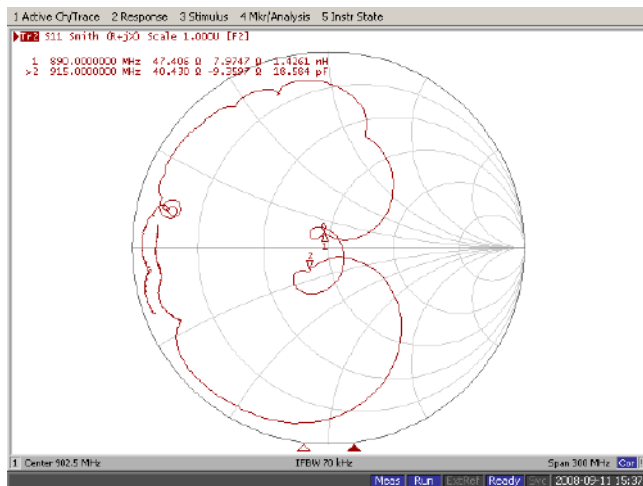 1 Active Ch/Trace 2 Response 3 Stimulus 4 Mkr/Analysis 5 Instr State
Tr2 S11 Smith (R+jX) Scale 1.000U [F2]
1 890.0000000 MHz 47.406 Ω 7.9747 Ω 1.4261 nH
>2 915.0000000 MHz 40.430 Ω -9.3597 Ω 18.584 pF
1
2
1 Center 902.5 MHz IFBW 70 kHz Span 300 MHz Cor
Meas Run ExtRef Ready Svc 2008-09-11 15:37